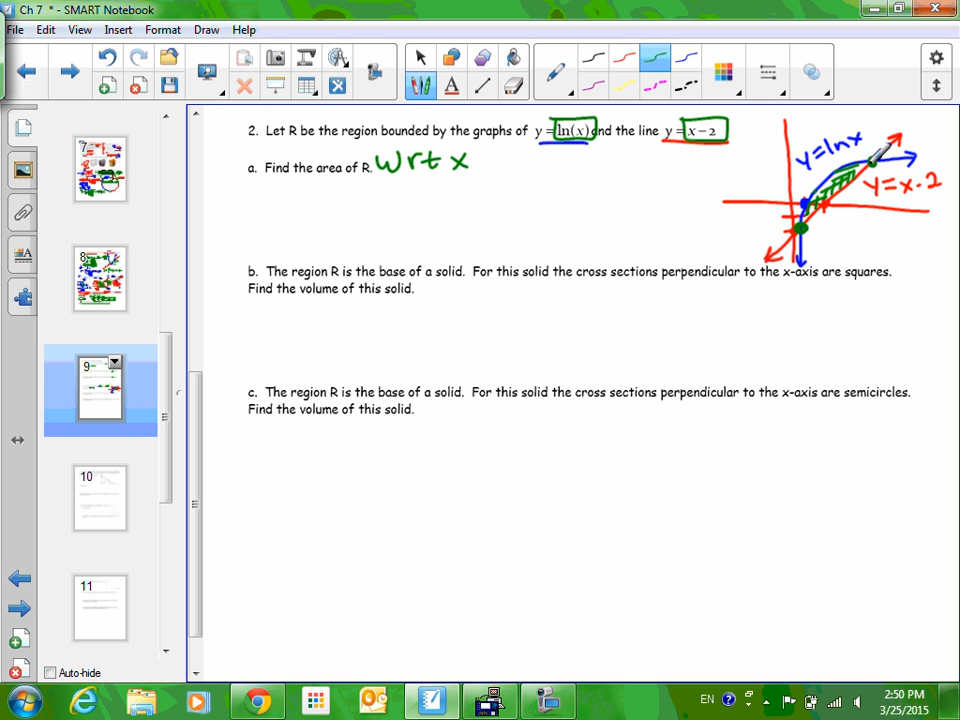 Ch 7 * - SMART Notebook
File Edit View Insert Format Draw Help
2. Let R be the region bounded by the graphs of y = ln(x) and the line y = x − 2
a. Find the area of R. wrt x
y=lnx
y=x-2
b. The region R is the base of a solid. For this solid the cross sections perpendicular to the x-axis are squares.
Find the volume of this solid.
c. The region R is the base of a solid. For this solid the cross sections perpendicular to the x-axis are semicircles.
Find the volume of this solid.
7
8
9
10
11
Auto-hide
EN
2:50 PM
3/25/2015